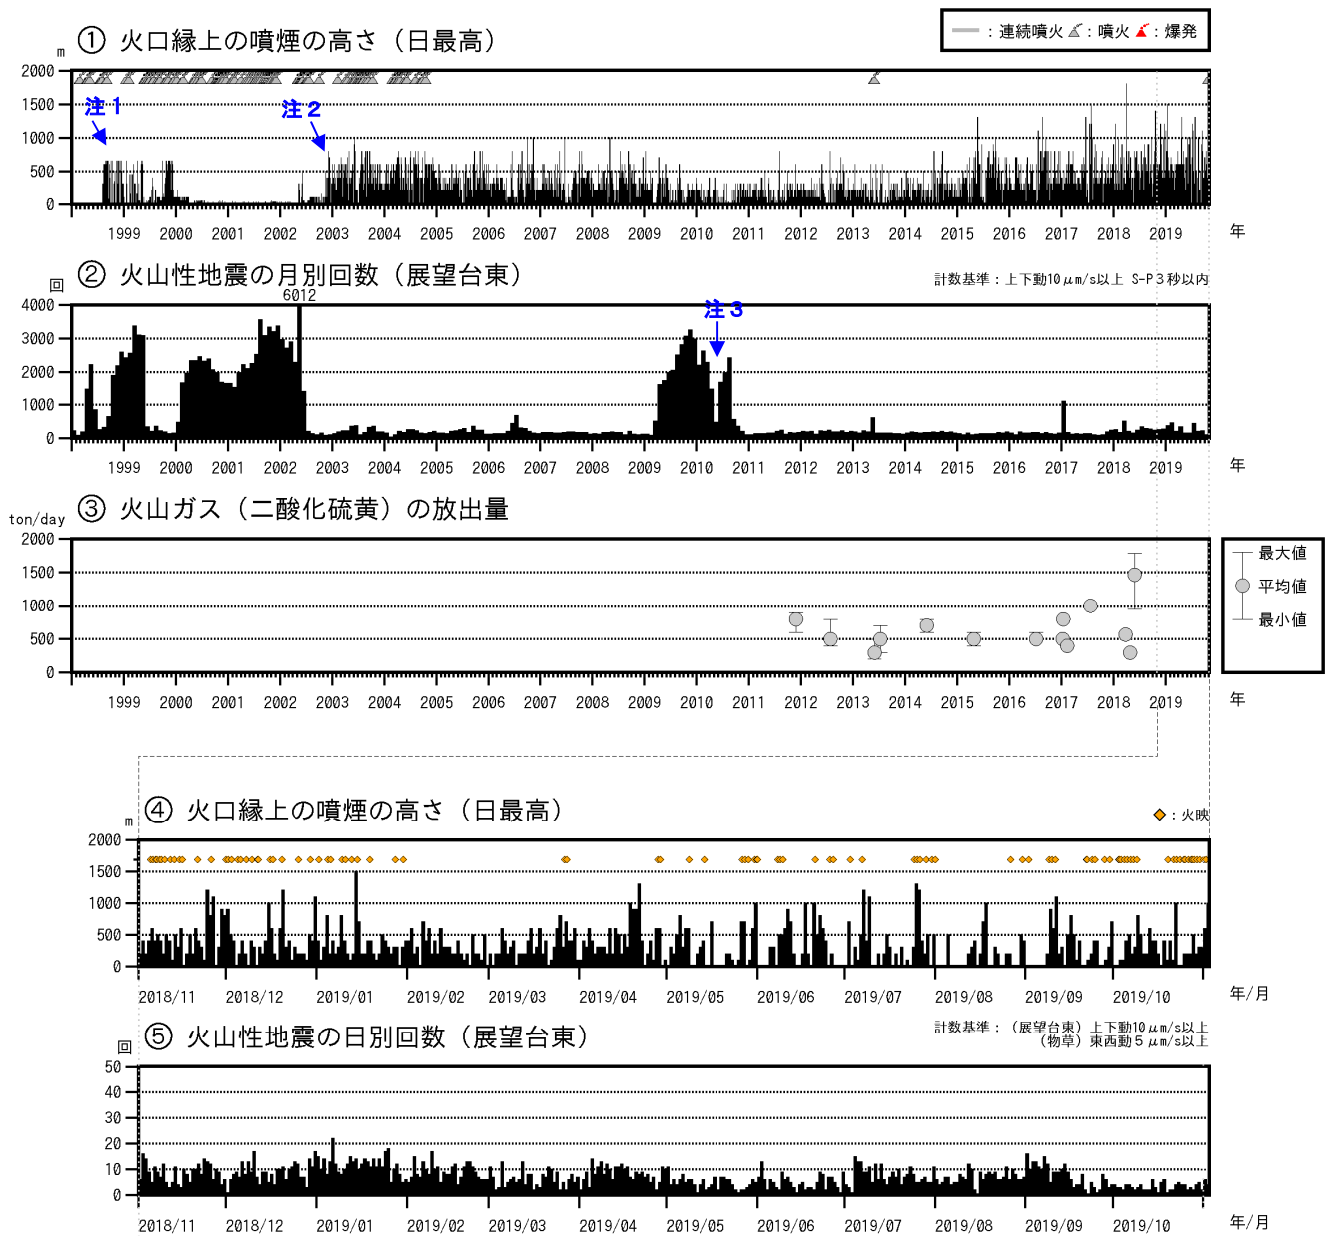 ① 火口縁上の噴煙の高さ（日最高）
：連続噴火 ：噴火 ：爆発
m
2000
1500
1000
500
0
注１
注２
1999 2000 2001 2002 2003 2004 2005 2006 2007 2008 2009 2010 2011 2012 2013 2014 2015 2016 2017 2018 2019 年
② 火山性地震の月別回数（展望台東）
計数基準：上下動10μm/s以上 S-P３秒以内
回
6012
4000
3000
2000
1000
0
注３
1999 2000 2001 2002 2003 2004 2005 2006 2007 2008 2009 2010 2011 2012 2013 2014 2015 2016 2017 2018 2019 年
③ 火山ガス（二酸化硫黄）の放出量
ton/day
2000
1500
1000
500
0
最大値
平均値
最小値
1999 2000 2001 2002 2003 2004 2005 2006 2007 2008 2009 2010 2011 2012 2013 2014 2015 2016 2017 2018 2019 年
④ 火口縁上の噴煙の高さ（日最高）
：火映
m
2000
1500
1000
500
0
2018/11 2018/12 2019/01 2019/02 2019/03 2019/04 2019/05 2019/06 2019/07 2019/08 2019/09 2019/10 年/月
⑤ 火山性地震の日別回数（展望台東）
計数基準：（展望台東）上下動10μm/s以上
（物草）東西動５μm/s以上
回
50
40
30
20
10
0
2018/11 2018/12 2019/01 2019/02 2019/03 2019/04 2019/05 2019/06 2019/07 2019/08 2019/09 2019/10 年/月